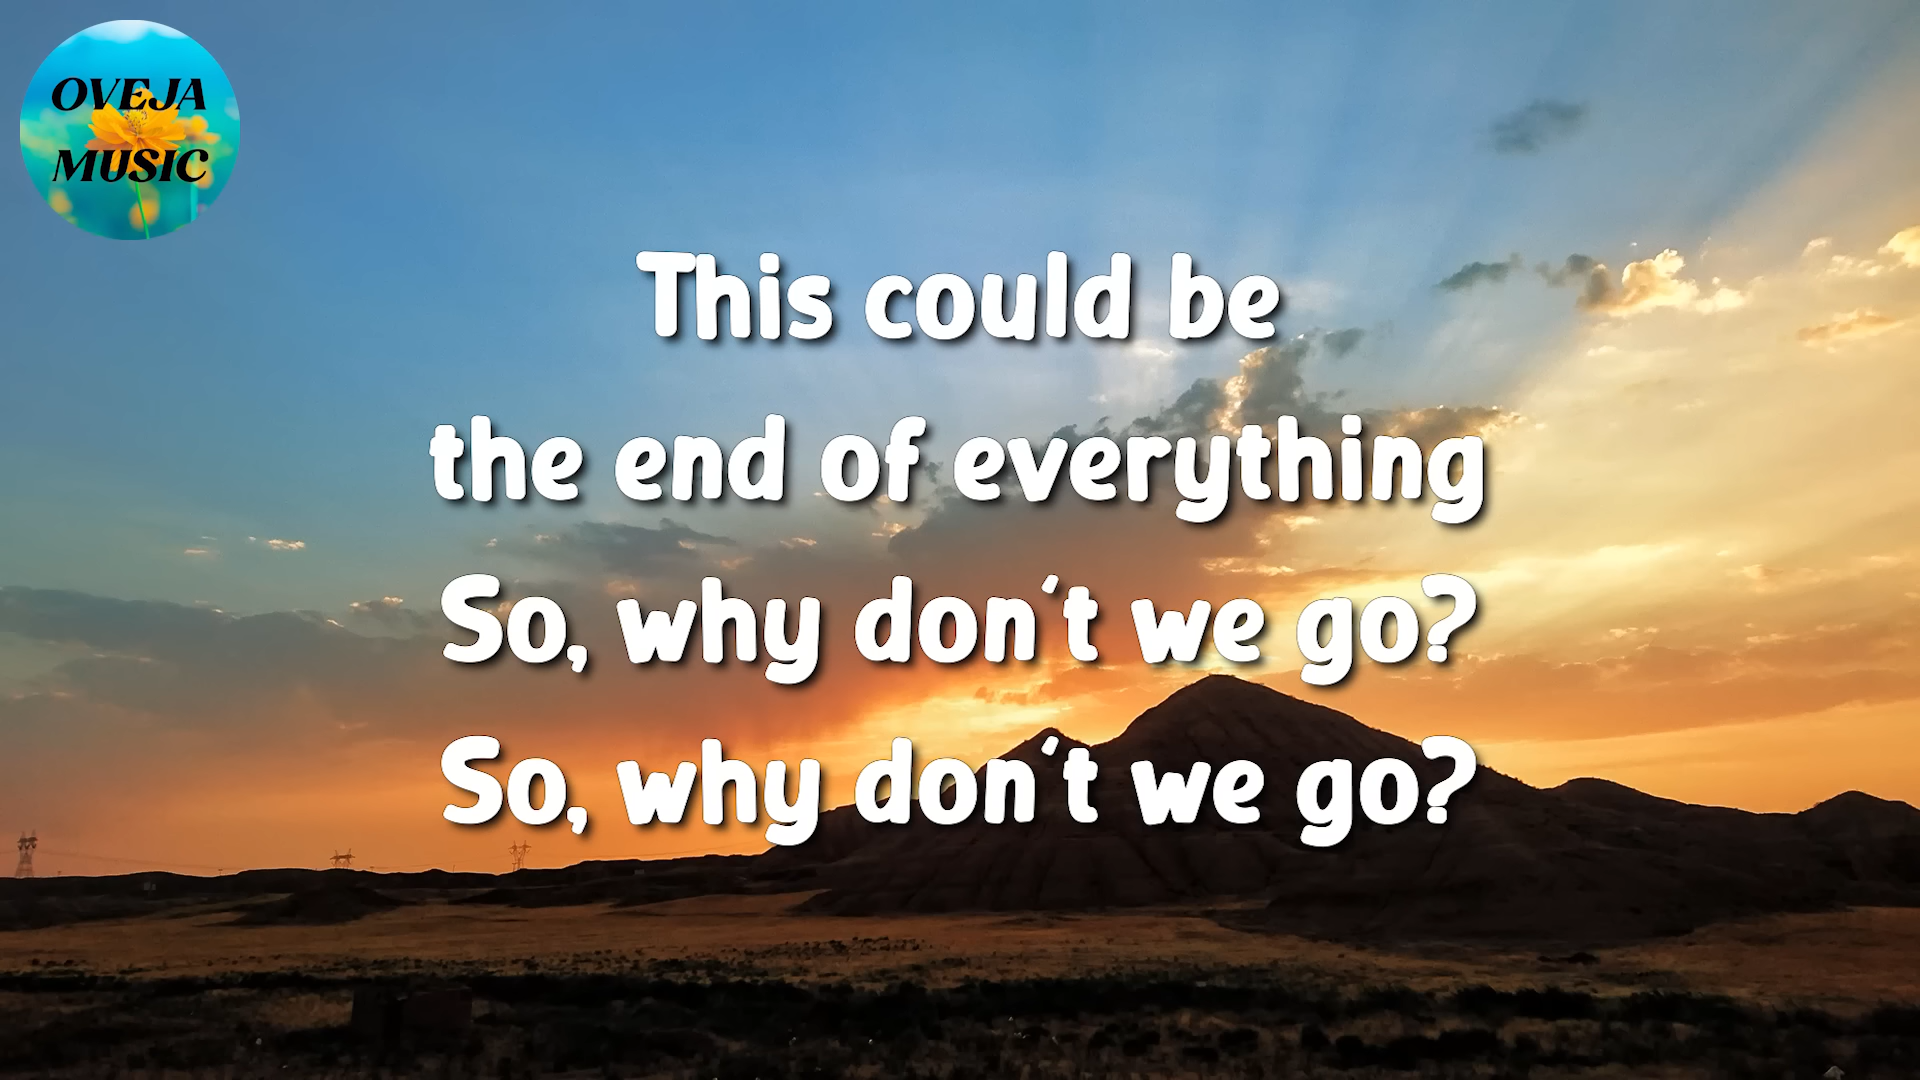 OVEJA
MUSIC
This could be
the end of everything
So, why don't we go?
So, why don't we go?